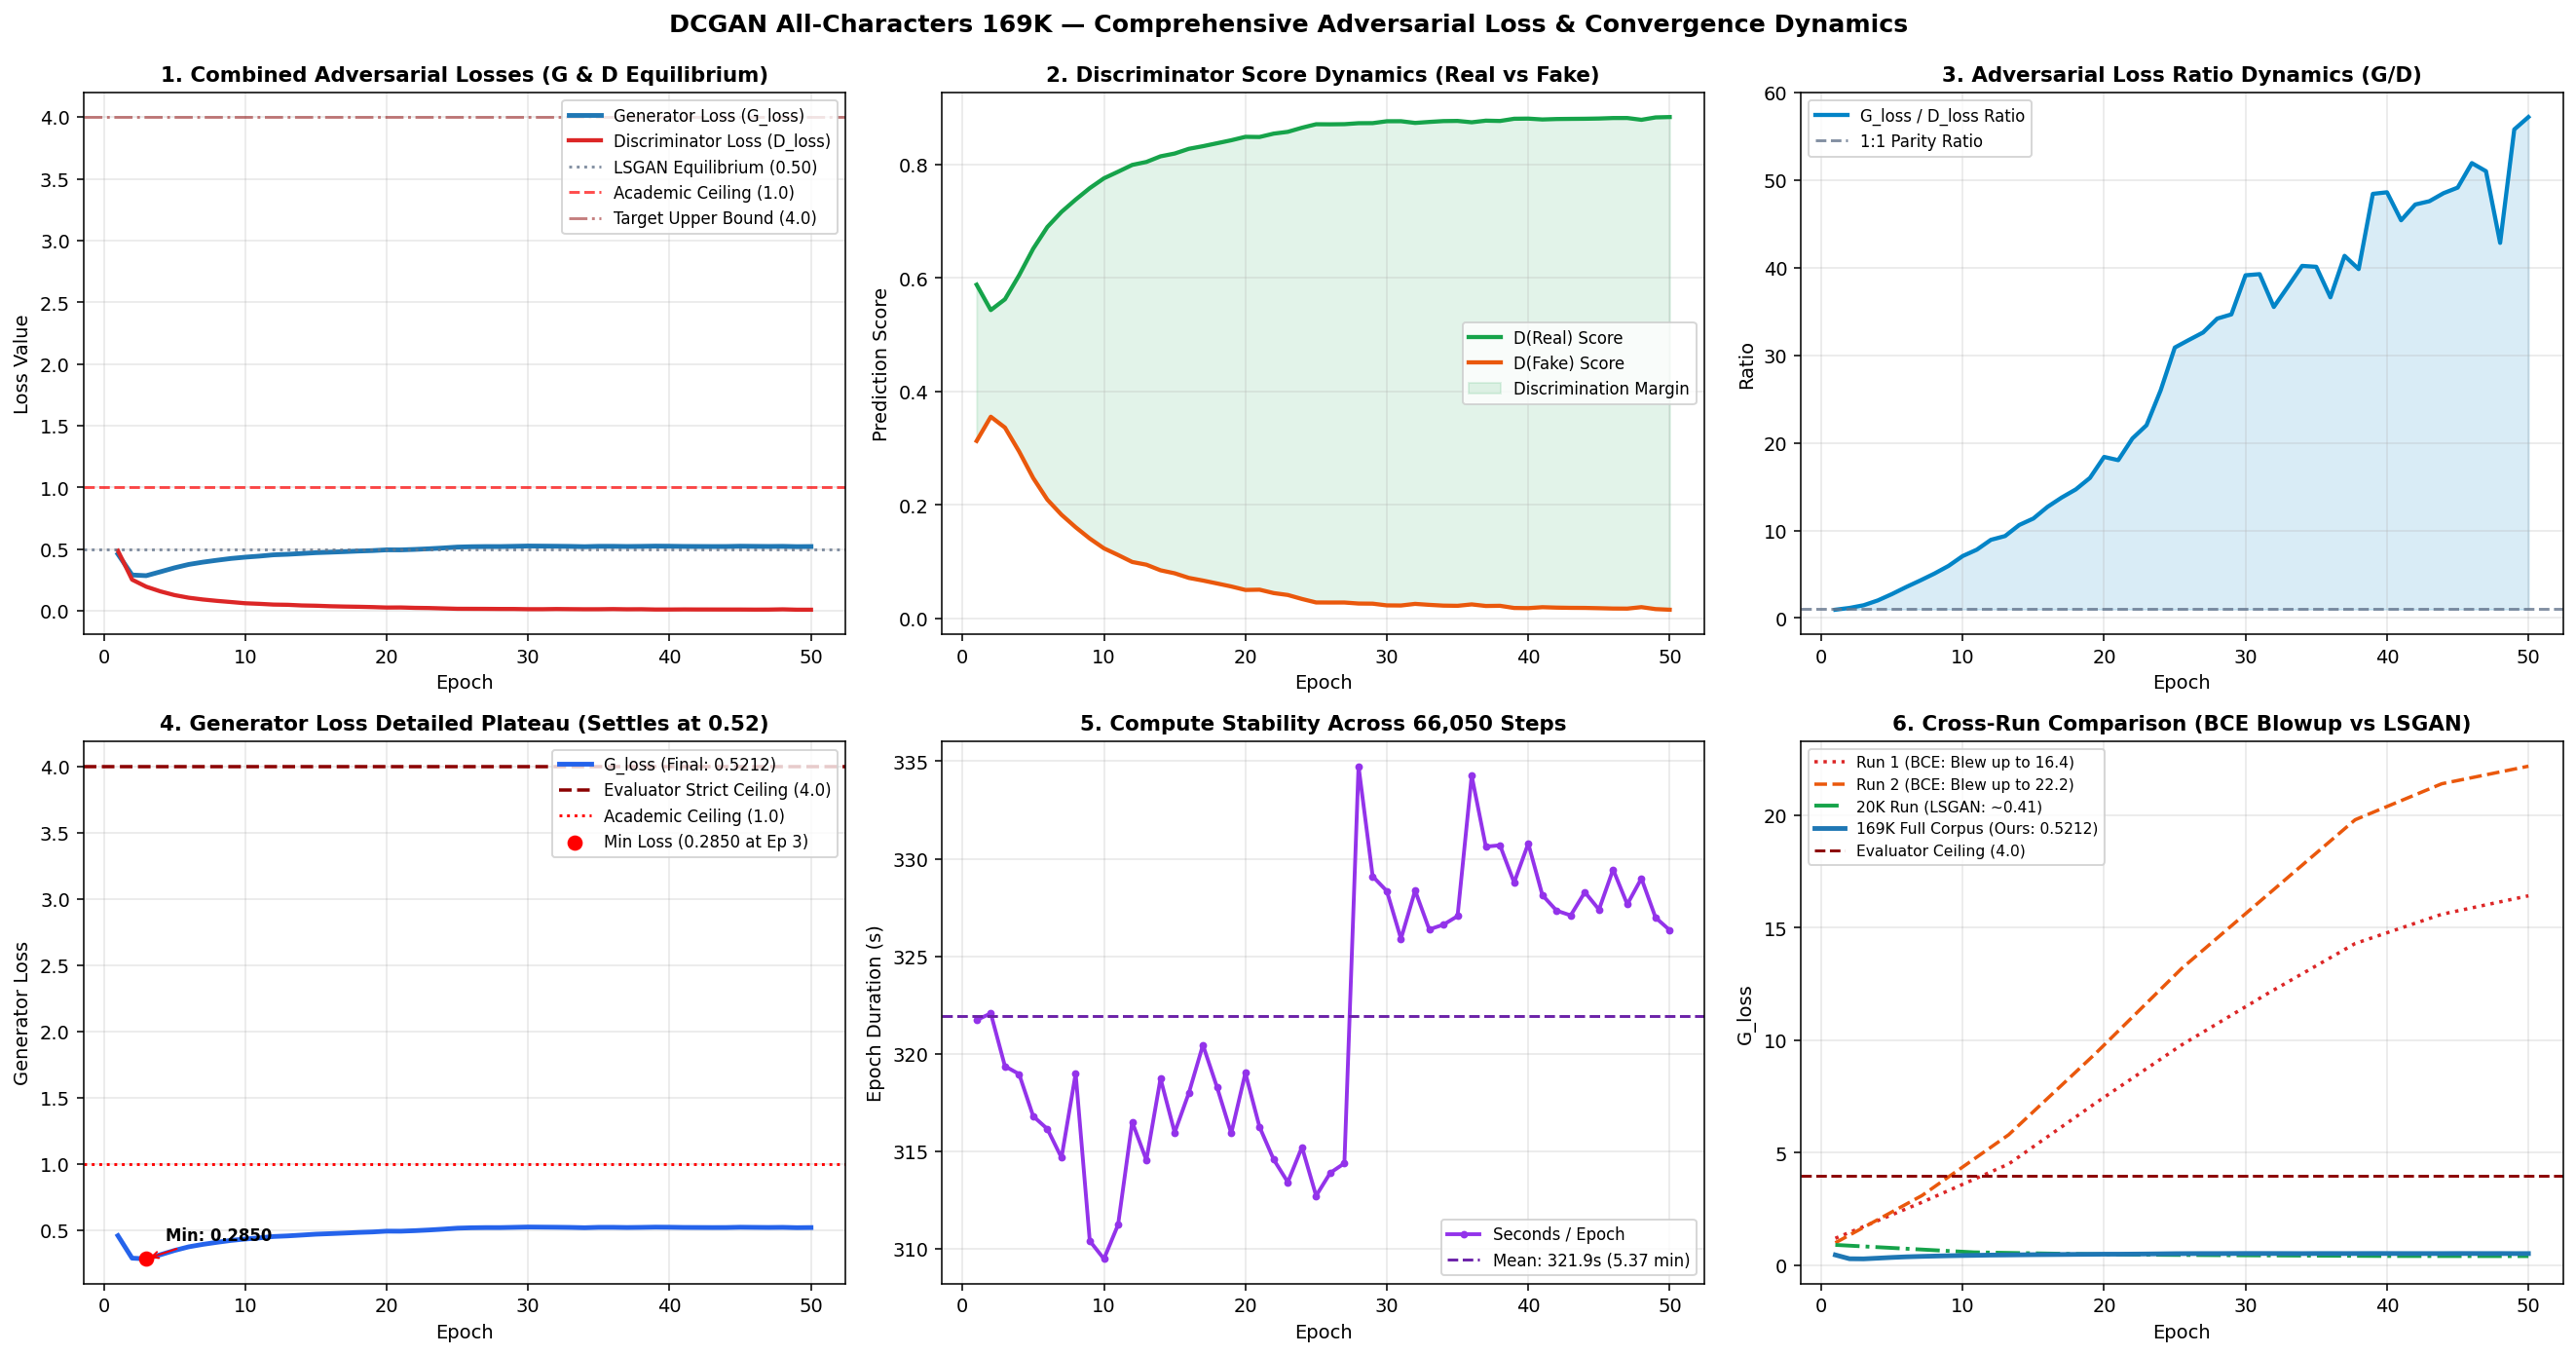 DCGAN All-Characters 169K — Comprehensive Adversarial Loss & Convergence Dynamics
1. Combined Adversarial Losses (G & D Equilibrium)
Loss Value
4.0
3.5
3.0
2.5
2.0
1.5
1.0
0.5
0.0
Generator Loss (G_loss)
Discriminator Loss (D_loss)
LSGAN Equilibrium (0.50)
Academic Ceiling (1.0)
Target Upper Bound (4.0)
0 10 20 30 40 50
Epoch
2. Discriminator Score Dynamics (Real vs Fake)
Prediction Score
0.8
0.6
0.4
0.2
0.0
D(Real) Score
D(Fake) Score
Discrimination Margin
0 10 20 30 40 50
Epoch
3. Adversarial Loss Ratio Dynamics (G/D)
Ratio
60
50
40
30
20
10
0
G_loss / D_loss Ratio
1:1 Parity Ratio
0 10 20 30 40 50
Epoch
4. Generator Loss Detailed Plateau (Settles at 0.52)
Generator Loss
4.0
3.5
3.0
2.5
2.0
1.5
1.0
0.5
G_loss (Final: 0.5212)
Evaluator Strict Ceiling (4.0)
Academic Ceiling (1.0)
Min Loss (0.2850 at Ep 3)
Min: 0.2850
0 10 20 30 40 50
Epoch
5. Compute Stability Across 66,050 Steps
Epoch Duration (s)
335
330
325
320
315
310
Seconds / Epoch
Mean: 321.9s (5.37 min)
0 10 20 30 40 50
Epoch
6. Cross-Run Comparison (BCE Blowup vs LSGAN)
G_loss
20
15
10
5
0
Run 1 (BCE: Blew up to 16.4)
Run 2 (BCE: Blew up to 22.2)
20K Run (LSGAN: ~0.41)
169K Full Corpus (Ours: 0.5212)
Evaluator Ceiling (4.0)
0 10 20 30 40 50
Epoch